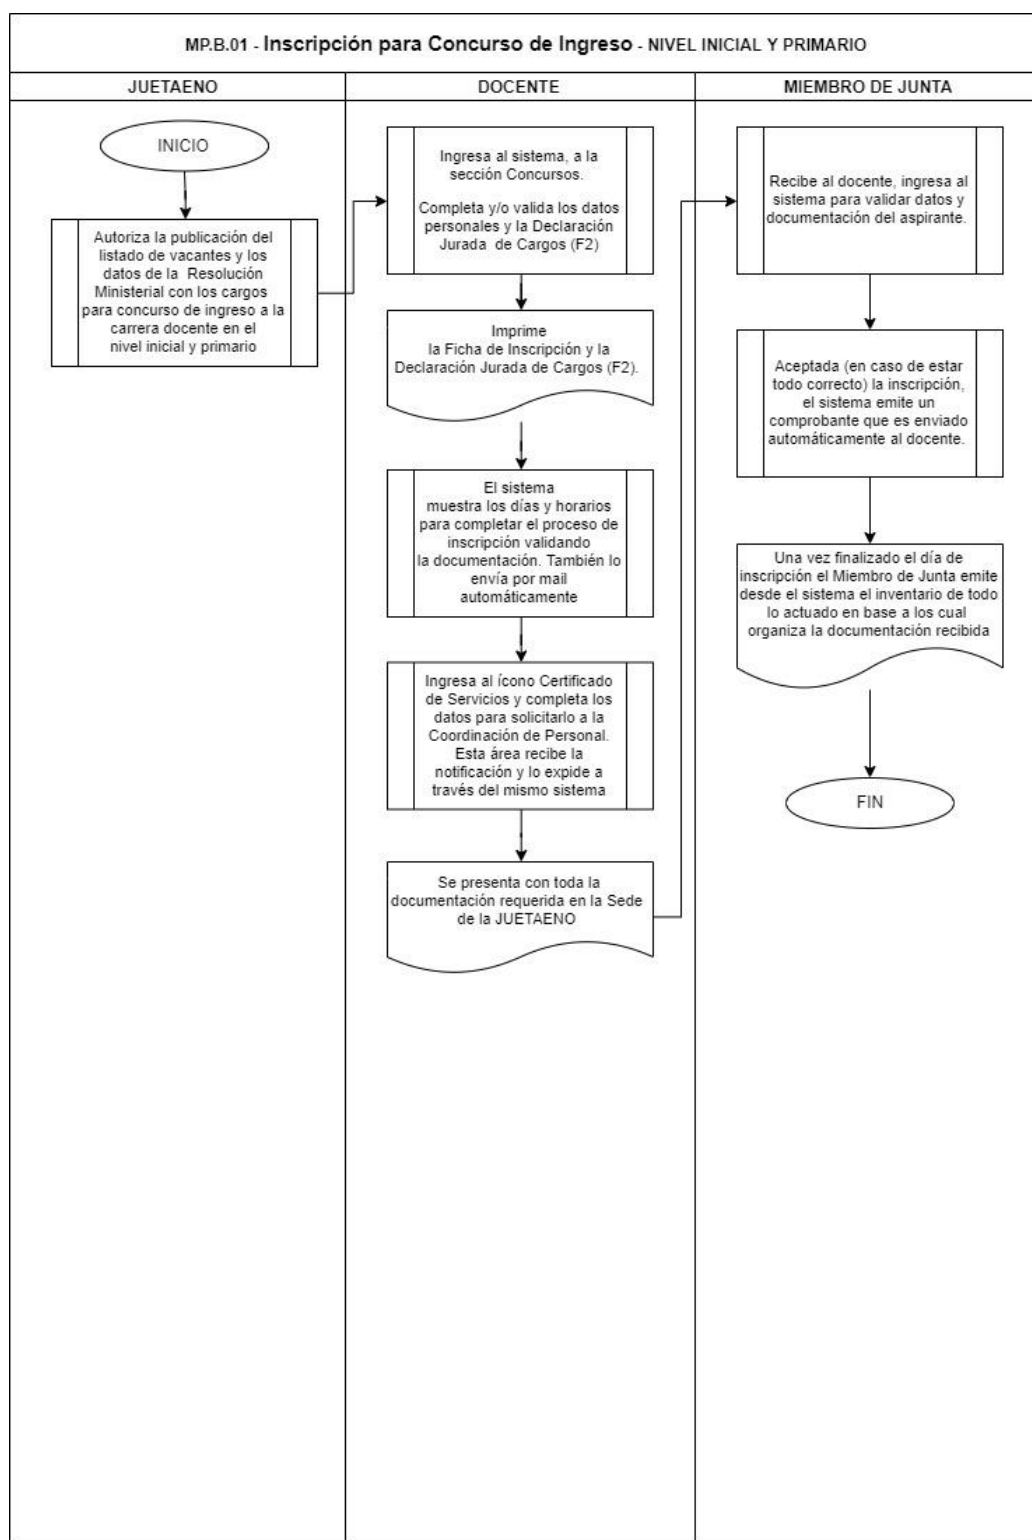 MP.B.01 - Inscripción para Concurso de Ingreso - NIVEL INICIAL Y PRIMARIO
JUETAENO
DOCENTE
MIEMBRO DE JUNTA
INICIO
Autoriza la publicación del
listado de vacantes y los
datos de la Resolución
Ministerial con los cargos
para concurso de ingreso a la
carrera docente en el
nivel inicial y primario
Ingresa al sistema, a la
sección Concursos.
Completa y/o valida los datos
personales y la Declaración
Jurada de Cargos (F2)
Imprime
la Ficha de Inscripción y la
Declaración Jurada de Cargos (F2).
El sistema
muestra los días y horarios
para completar el proceso de
inscripción validando
la documentación. También lo
envía por mail
automáticamente
Ingresa al ícono Certificado
de Servicios y completa los
datos para solicitarlo a la
Coordinación de Personal.
Esta área recibe la
notificación y lo expide a
través del mismo sistema
Se presenta con toda la
documentación requerida en la Sede
de la JUETAENO
Recibe al docente, ingresa al
sistema para validar datos y
documentación del aspirante.
Aceptada (en caso de estar
todo correcto) la inscripción,
el sistema emite un
comprobante que es enviado
automáticamente al docente.
Una vez finalizado el día de
inscripción el Miembro de Junta emite
desde el sistema el inventario de todo
lo actuado en base a los cual
organiza la documentación recibida
FIN